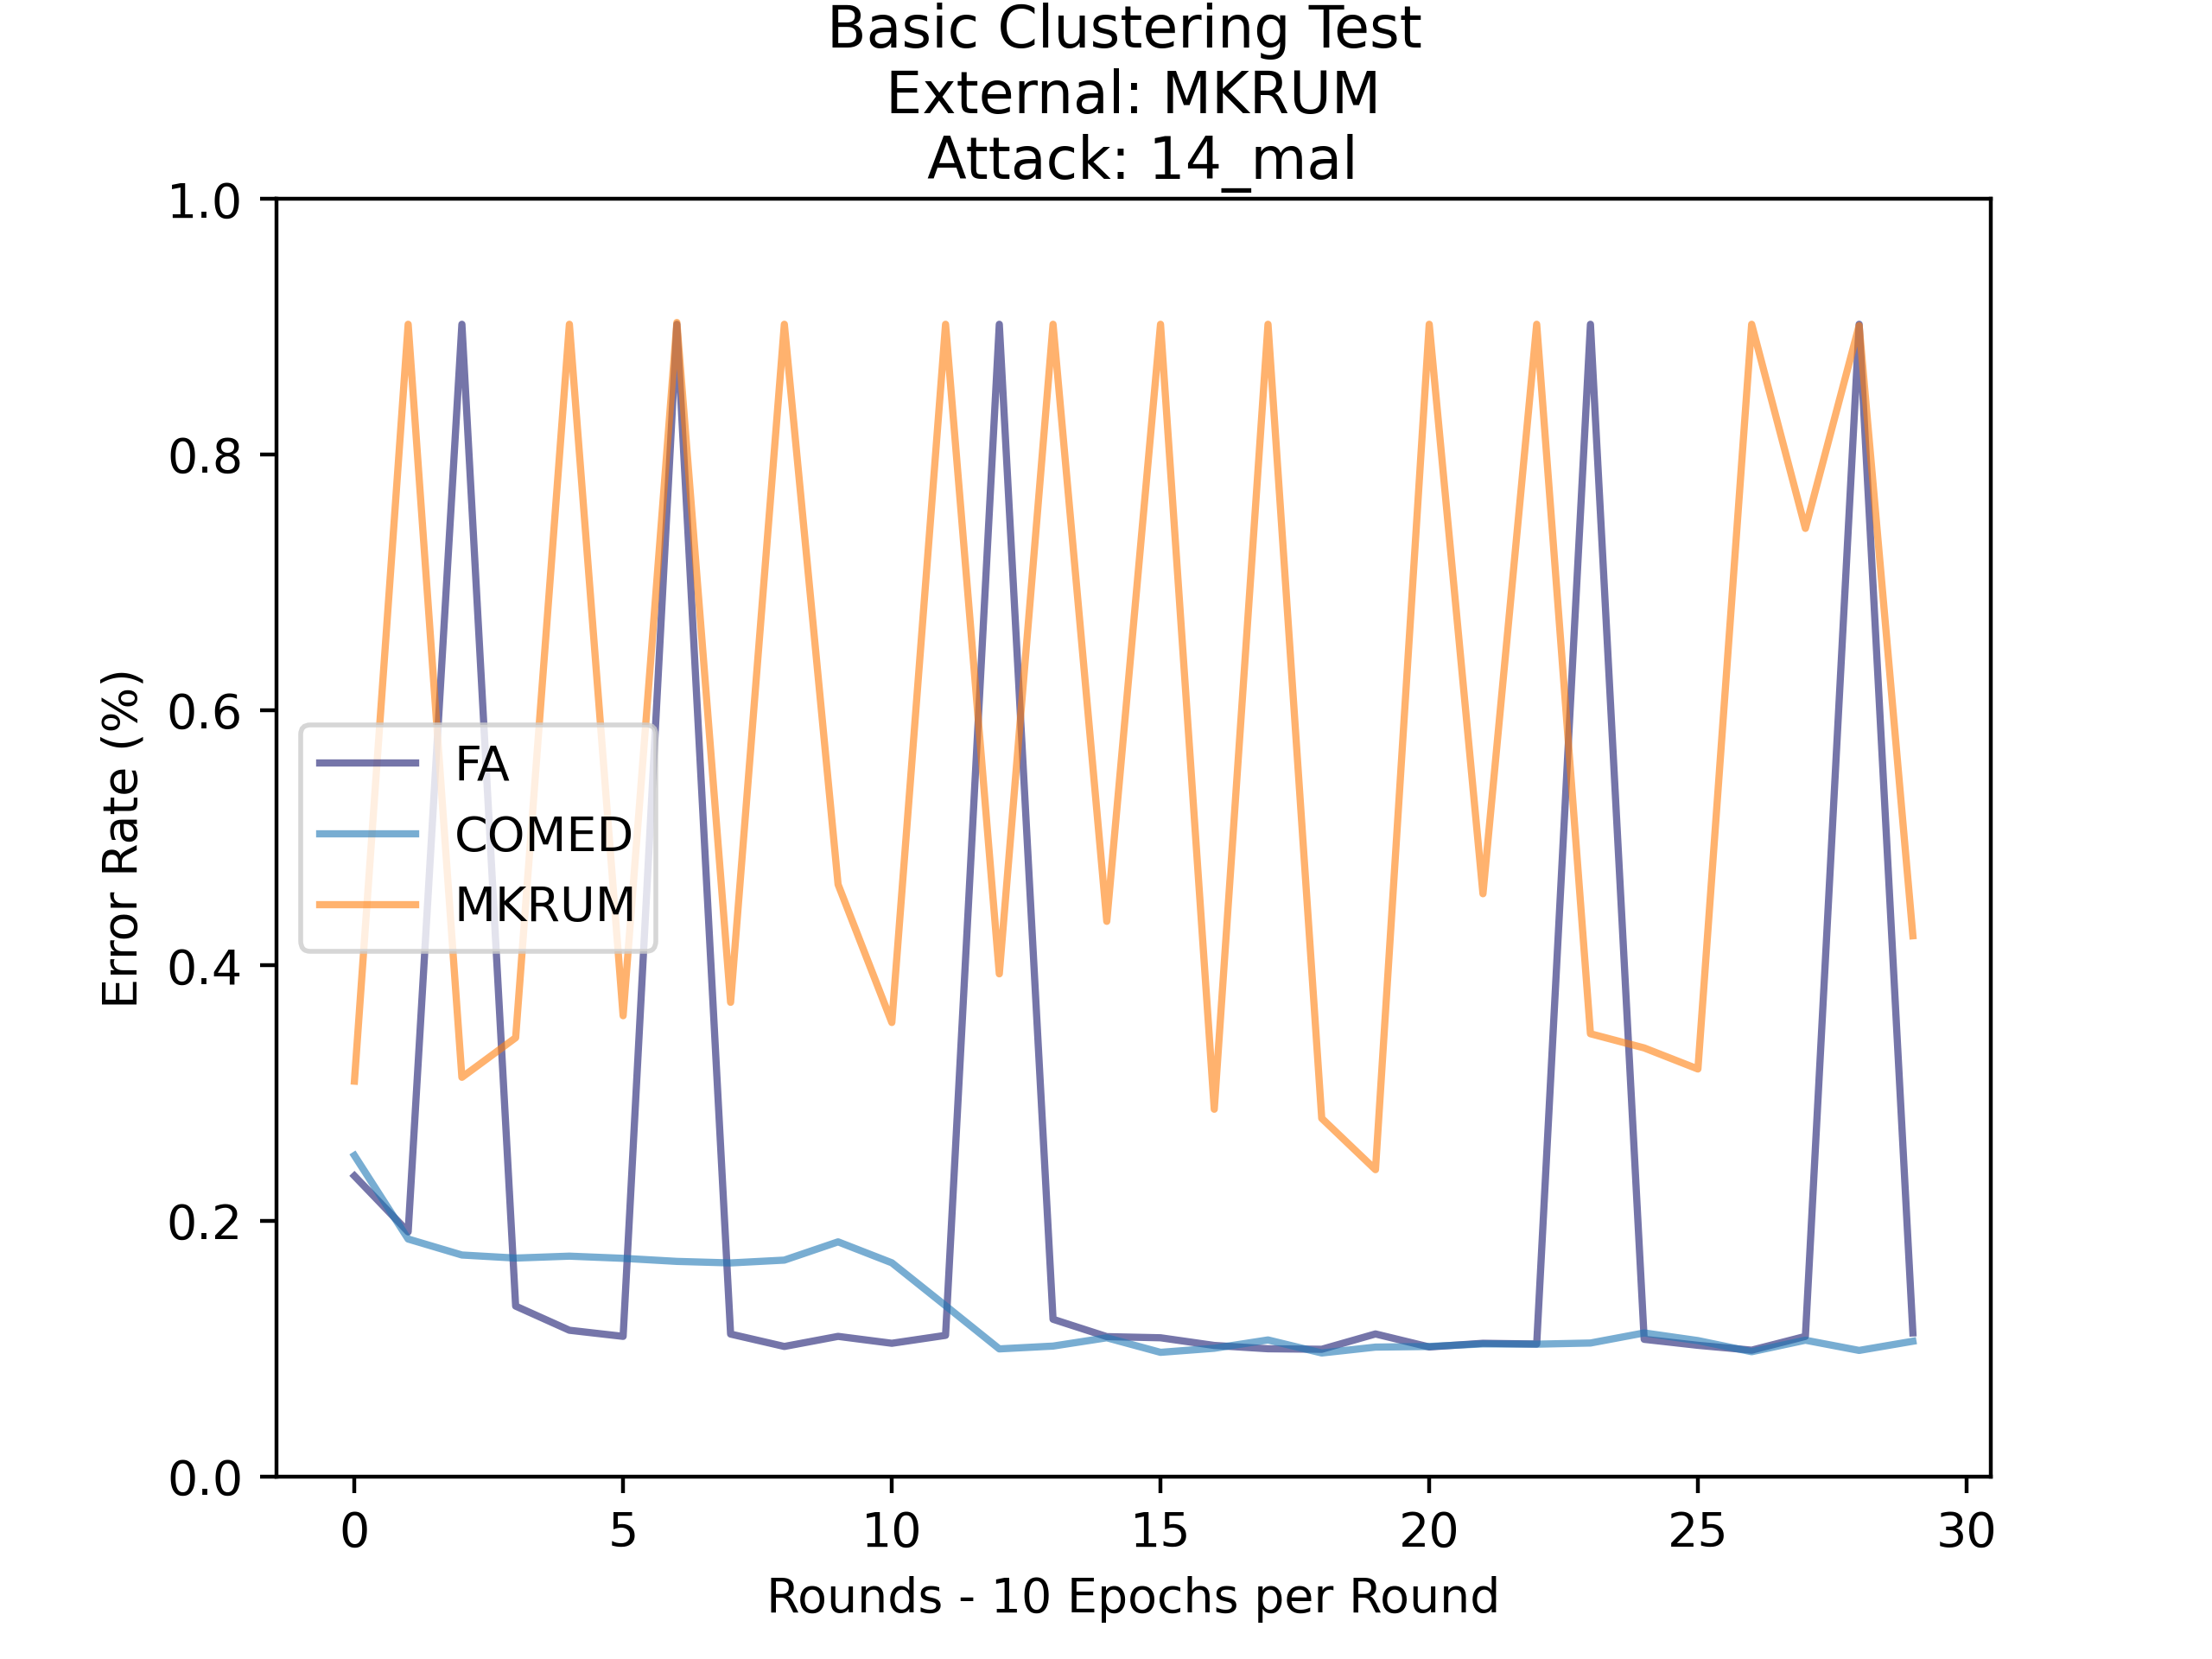 Basic Clustering Test
External: MKRUM
Attack: 14_mal
1.0
0.8
0.6
0.4
0.2
0.0
Error Rate (%)
FA
COMED
MKRUM
0 5 10 15 20 25 30
Rounds - 10 Epochs per Round